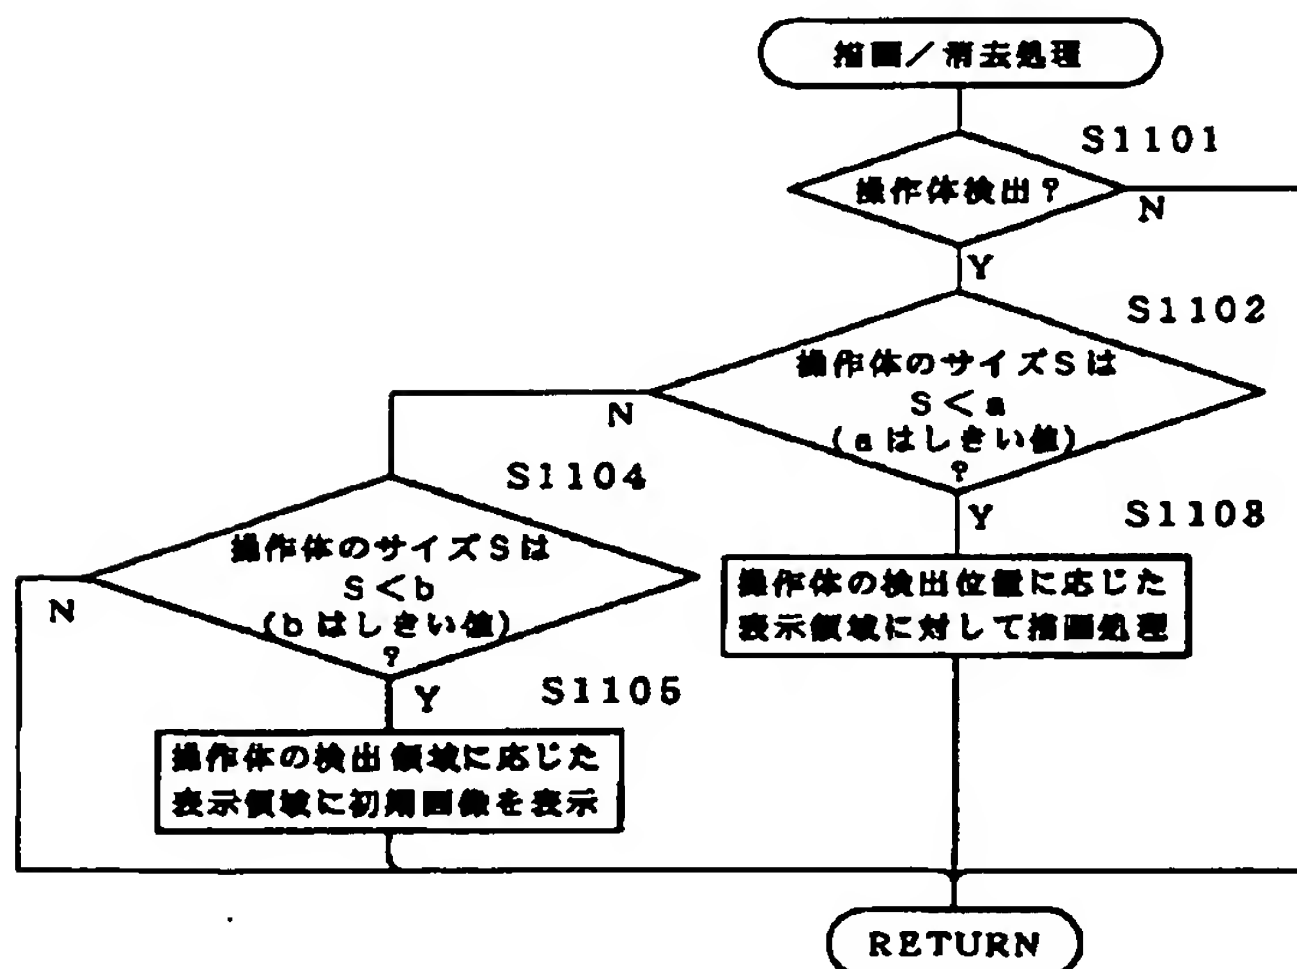 描画／消去処理
S1101
操作体検出？
N
Y
S1102
操作体のサイズSは
S＜a
(aはしきい値)
？
N
Y
S1104
操作体のサイズSは
S＜b
(bはしきい値)
？
N
Y
S1103
操作体の検出位置に応じた
表示領域に対して描画処理
S1105
操作体の検出領域に応じた
表示領域に初期画像を表示
RETURN